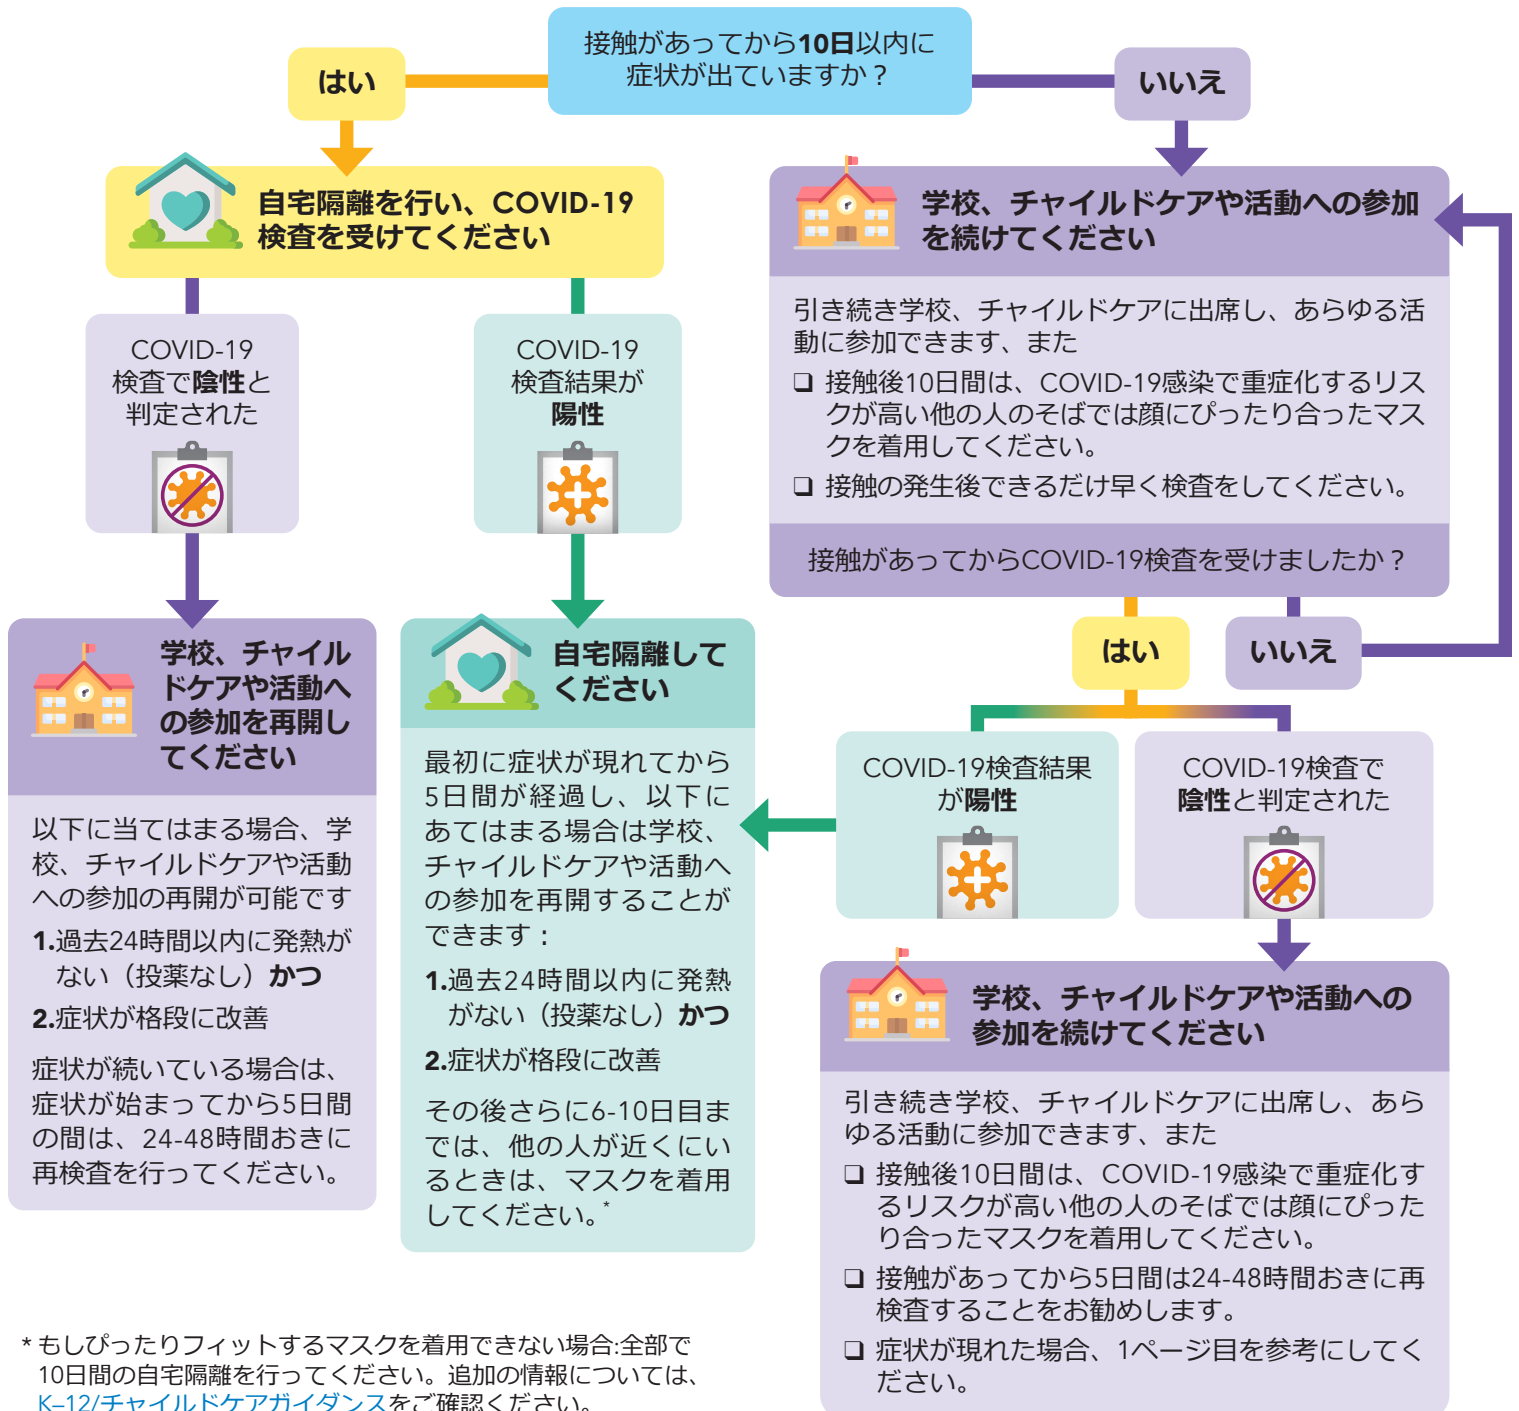 接触があってから10日以内に
症状が出ていますか？
はい
いいえ
自宅隔離を行い、COVID-19
検査を受けてください
COVID-19
検査で陰性と
判定された
COVID-19
検査結果が
陽性
学校、チャイル
ドケアや活動へ
の参加を再開し
てください
以下に当てはまる場合、学
校、チャイルドケアや活動
への参加の再開が可能です
1.過去24時間以内に発熱が
ない（投薬なし）かつ
2.症状が格段に改善
症状が続いている場合は、
症状が始まってから5日間
の間は、24-48時間おきに
再検査を行ってください。
自宅隔離して
ください
最初に症状が現れてから
5日間が経過し、以下に
あてはまる場合は学校、
チャイルドケアや活動へ
の参加を再開することが
できます：
1.過去24時間以内に発熱
がない（投薬なし）かつ
2.症状が格段に改善
その後さらに6-10日目ま
では、他の人が近くにい
るときは、マスクを着用
してください。*
学校、チャイルドケアや活動への参加
を続けてください
引き続き学校、チャイルドケアに出席し、あらゆる活
動に参加できます、また
❑ 接触後10日間は、COVID-19感染で重症化するリス
クが高い他の人のそばでは顔にぴったり合ったマス
クを着用してください。
❑ 接触の発生後できるだけ早く検査をしてください。
接触があってからCOVID-19検査を受けましたか？
はい
いいえ
COVID-19検査結果
が陽性
COVID-19検査で
陰性と判定された
学校、チャイルドケアや活動への
参加を続けてください
引き続き学校、チャイルドケアに出席し、あら
ゆる活動に参加できます、また
❑ 接触後10日間は、COVID-19感染で重症化す
るリスクが高い他の人のそばでは顔にぴった
り合ったマスクを着用してください。
❑ 接触があってから5日間は24-48時間おきに再
検査することをお勧めします。
❑ 症状が現れた場合、1ページ目を参考にしてく
ださい。
* もしぴったりフィットするマスクを着用できない場合:全部で
10日間の自宅隔離を行ってください。追加の情報については、
K–12/チャイルドケアガイダンスをご確認ください。